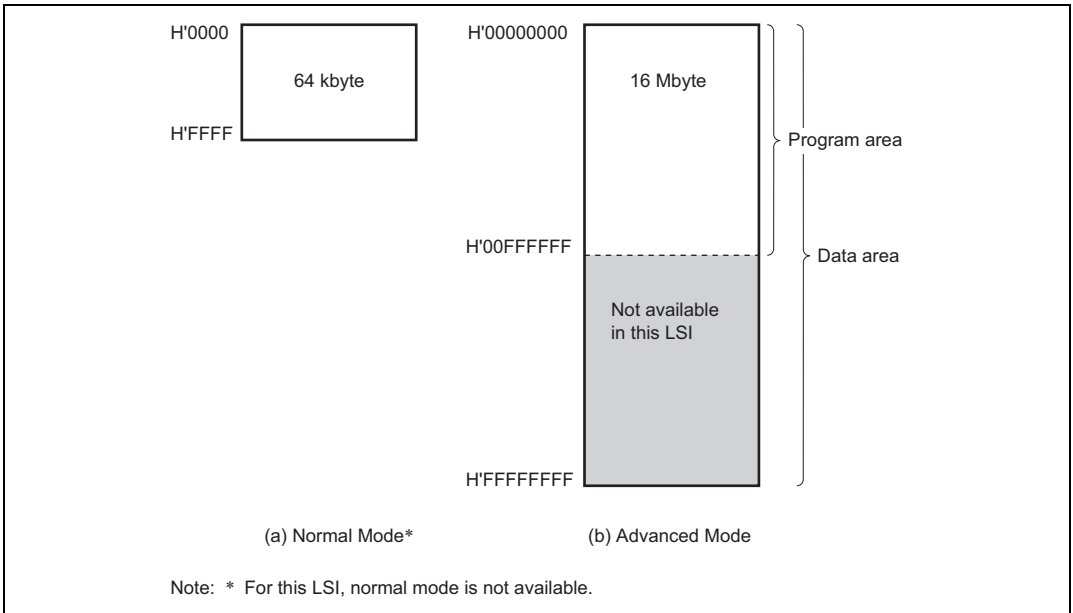 H'0000
64 kbyte
H'FFFF
H'00000000
16 Mbyte
Program area
H'00FFFFFF
Data area
Not available
in this LSI
H'FFFFFFFF
(a) Normal Mode*
(b) Advanced Mode
Note: * For this LSI, normal mode is not available.